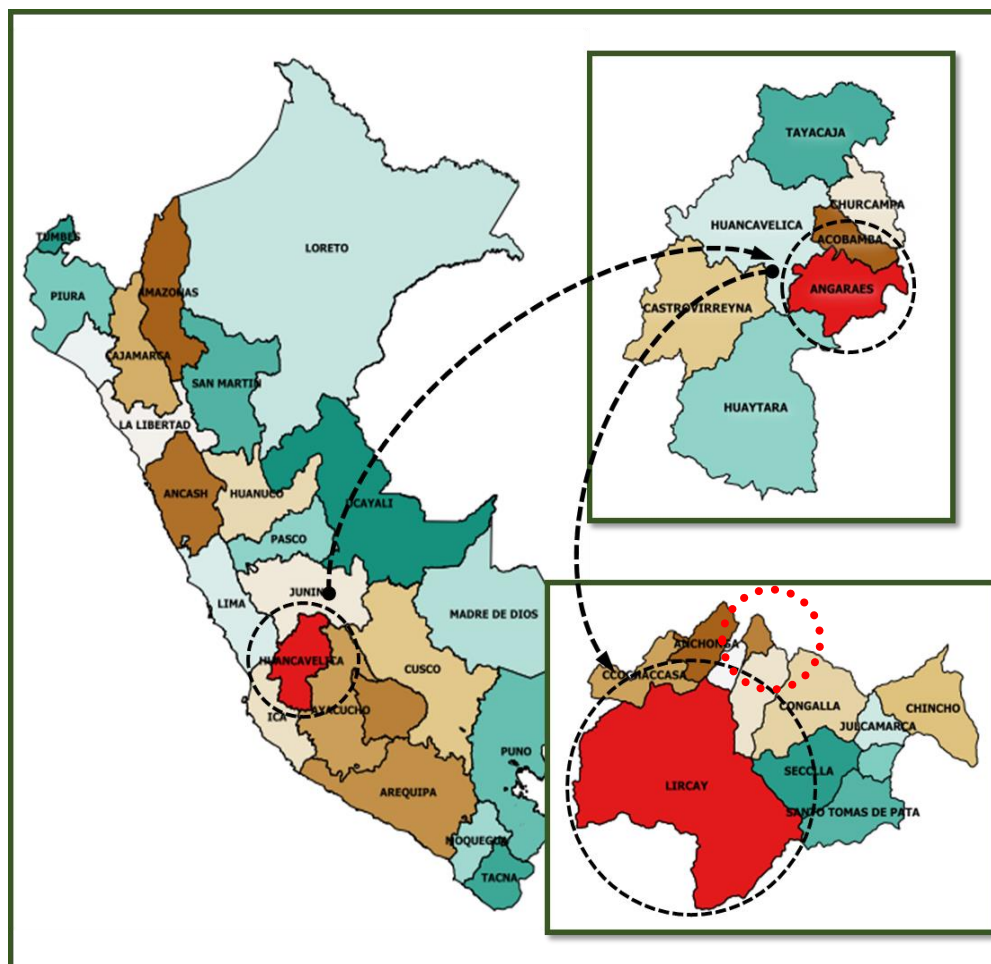 TUMBES
LORETO
PIURA
AMAZONAS
CAJAMARCA
SAN MARTIN
LA LIBERTAD
ANCASH
HUANUCO
UCAYALI
PASCO
JUNIN
LIMA
MADRE DE DIOS
HUANCAVELICA
CUSCO
ICA
AYACUCHO
PUNO
AREQUIPA
MOQUEGUA
TACNA
TAYACAJA
CHURCAMPA
HUANCAVELICA
ACOBAMBA
ANGARAES
CASTROVIRREYNA
HUAYTARA
ANCHONGA
CCOCHACCASA
CONGALLA
CHINCHO
JULCAMARCA
SECCLLA
LIRCAY
SANTO TOMAS DE PATA